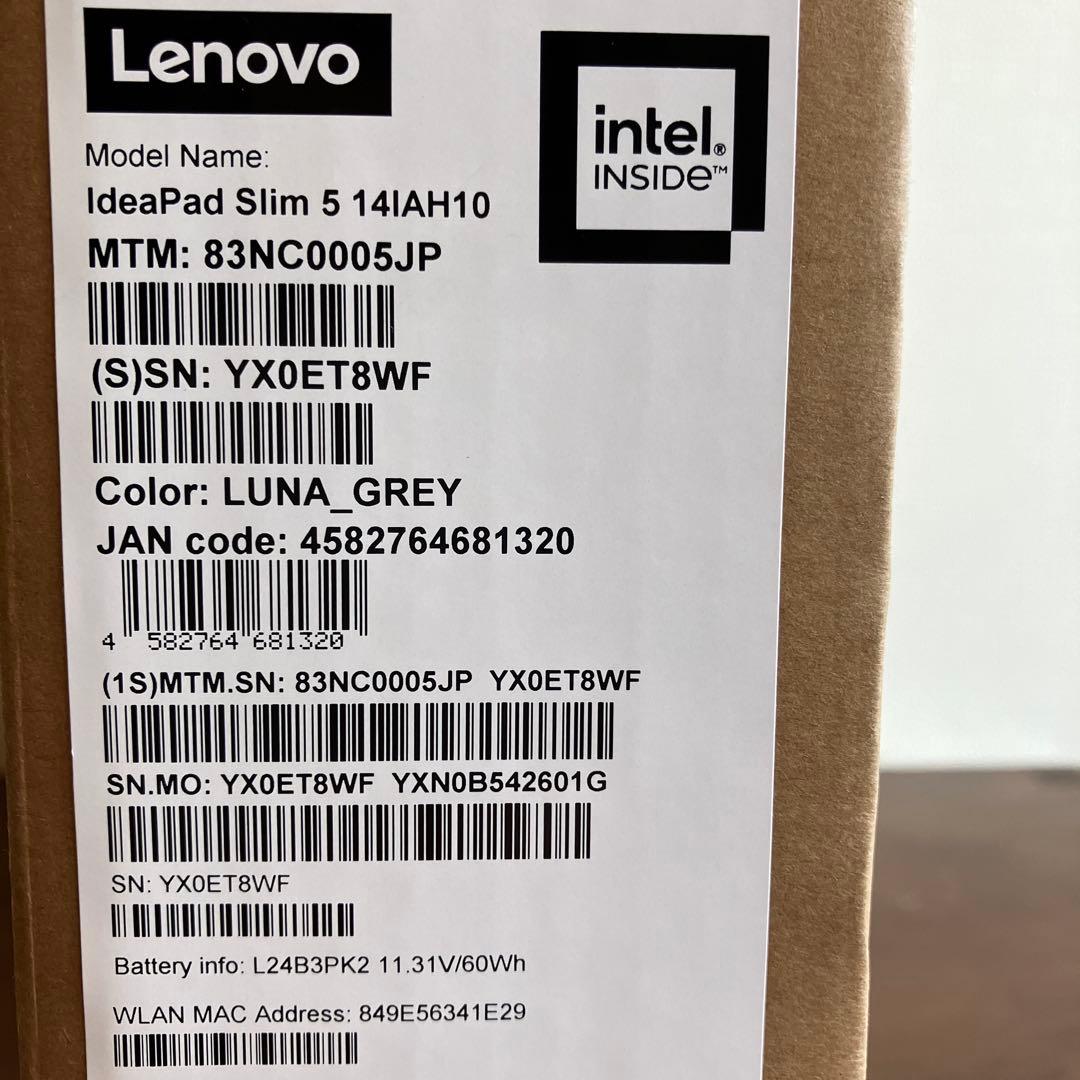 Lenovo
intel®
INSIDE™
Model Name:
IdeaPad Slim 5 14IAH10
MTM: 83NC0005JP
(S)SN: YX0ET8WF
Color: LUNA_GREY
JAN code: 4582764681320
4 582764 681320
(1S)MTM.SN: 83NC0005JP YX0ET8WF
SN.MO: YX0ET8WF YXN0B542601G
SN: YX0ET8WF
Battery info: L24B3PK2 11.31V/60Wh
WLAN MAC Address: 849E56341E29